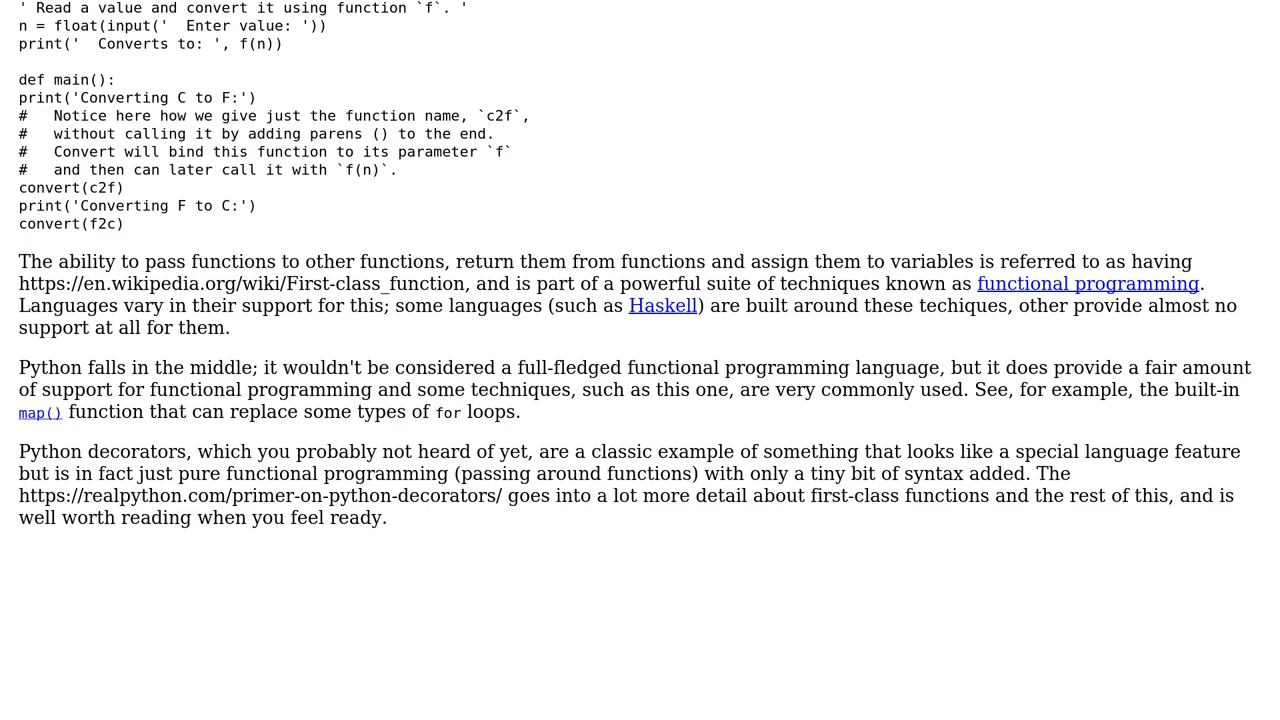 ' Read a value and convert it using function `f`. '
n = float(input('  Enter value: '))
print('  Converts to: ', f(n))
def main():
print('Converting C to F:')
#   Notice here how we give just the function name, `c2f`,
#   without calling it by adding parens () to the end.
#   Convert will bind this function to its parameter `f`
#   and then can later call it with `f(n)`.
convert(c2f)
print('Converting F to C:')
convert(f2c)
The ability to pass functions to other functions, return them from functions and assign them to variables is referred to as having
https://en.wikipedia.org/wiki/First-class_function, and is part of a powerful suite of techniques known as functional programming.
Languages vary in their support for this; some languages (such as Haskell) are built around these techiques, other provide almost no
support at all for them.
Python falls in the middle; it wouldn't be considered a full-fledged functional programming language, but it does provide a fair amount
of support for functional programming and some techniques, such as this one, are very commonly used. See, for example, the built-in
map() function that can replace some types of for loops.
Python decorators, which you probably not heard of yet, are a classic example of something that looks like a special language feature
but is in fact just pure functional programming (passing around functions) with only a tiny bit of syntax added. The
https://realpython.com/primer-on-python-decorators/ goes into a lot more detail about first-class functions and the rest of this, and is
well worth reading when you feel ready.